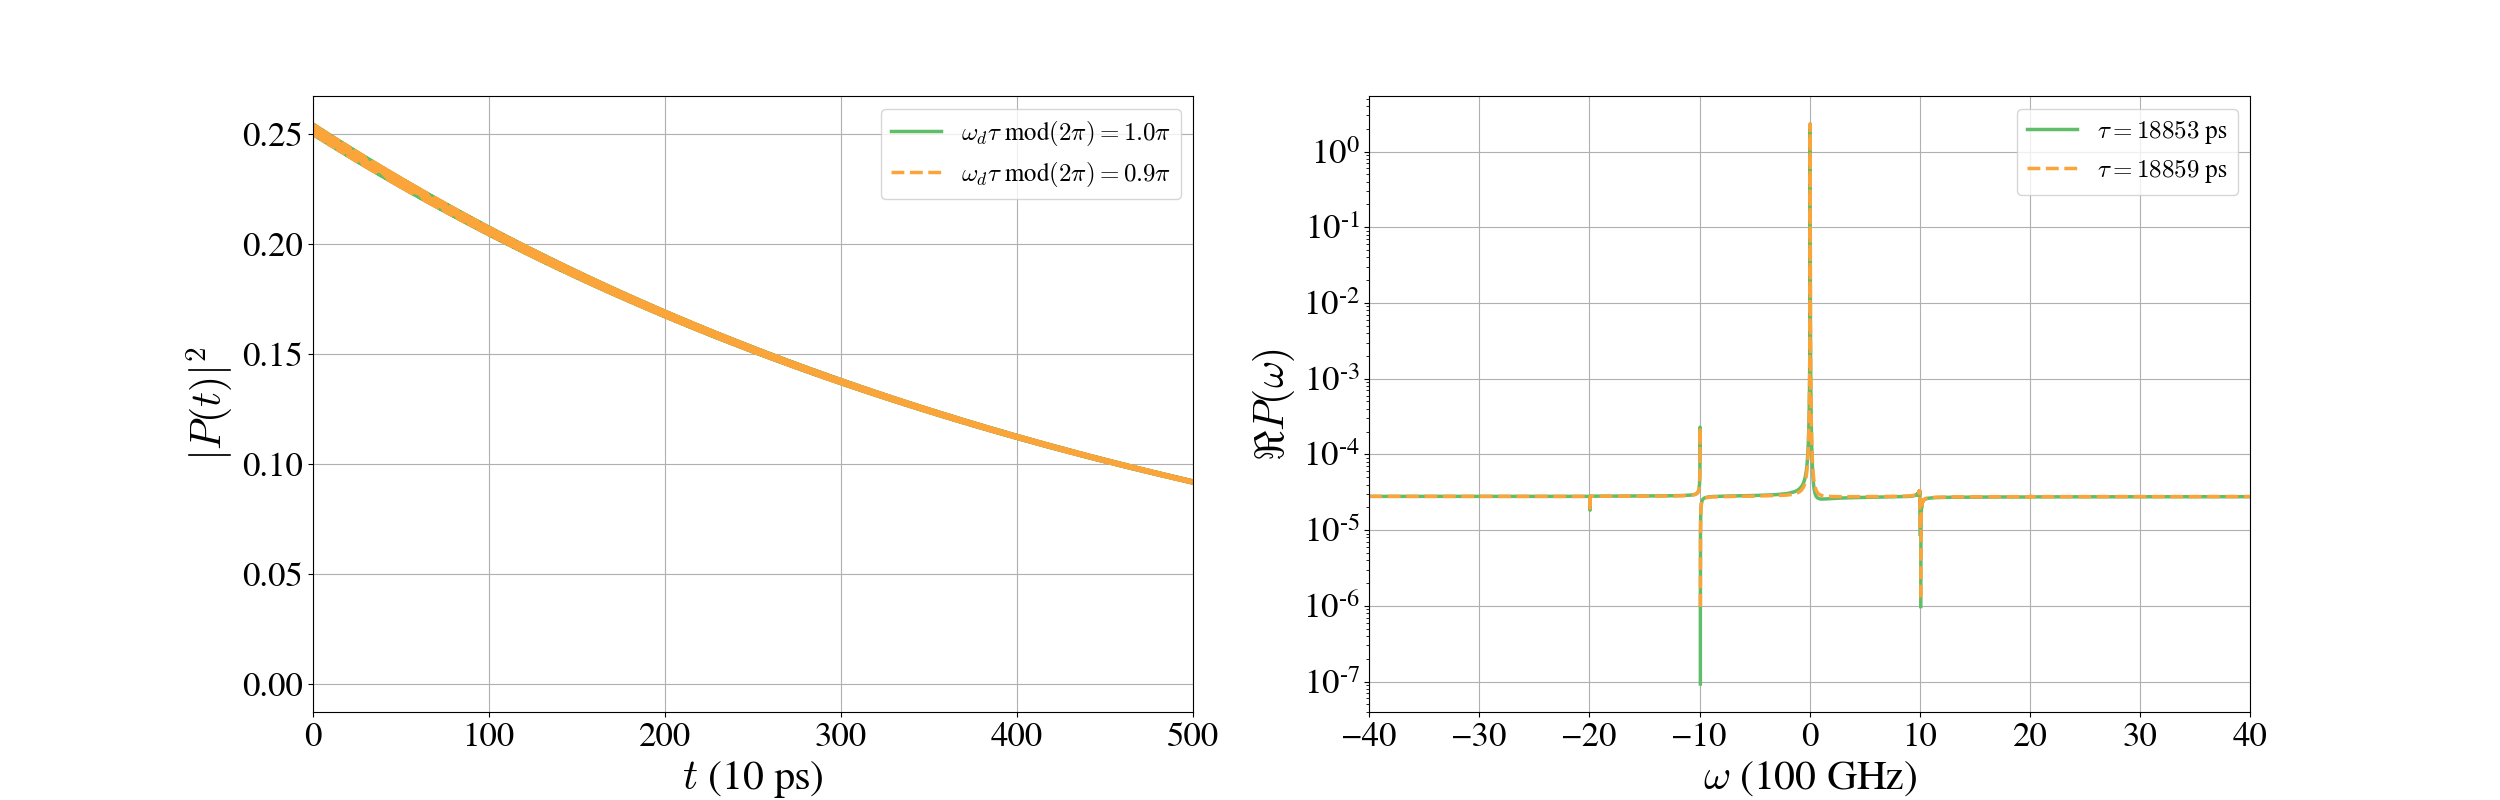 0.25
0.20
0.15
0.10
0.05
0.00
|P(t)|²
0 100 200 300 400 500
t (10 ps)
ω_d τ mod(2π) = 1.0π
ω_d τ mod(2π) = 0.9π
10⁰
10⁻¹
10⁻²
10⁻³
10⁻⁴
10⁻⁵
10⁻⁶
10⁻⁷
ℜP(ω)
−40 −30 −20 −10 0 10 20 30 40
ω (100 GHz)
τ = 18853 ps
τ = 18859 ps